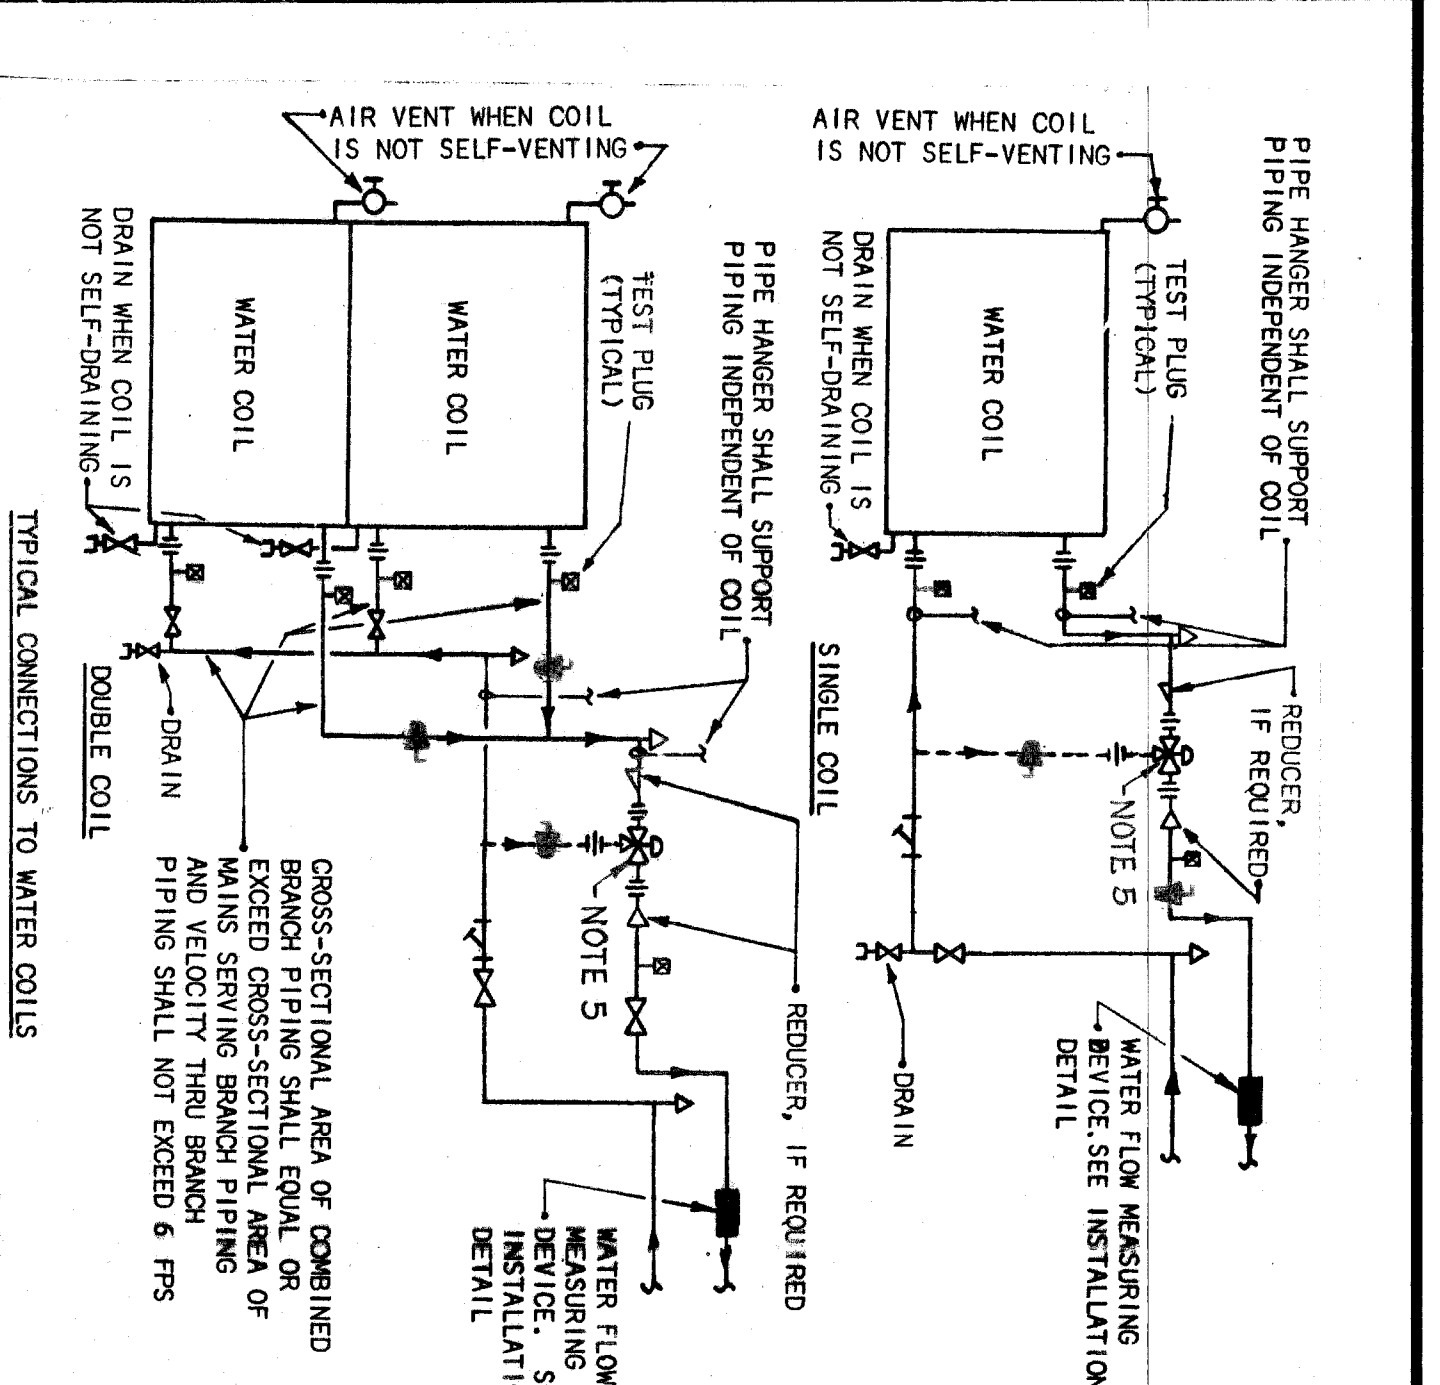 AIR VENT WHEN COIL
IS NOT SELF-VENTING
AIR VENT WHEN COIL
IS NOT SELF-VENTING
PIPE HANGER SHALL SUPPORT
PIPING INDEPENDENT OF COIL
TEST PLUG
(TYPICAL)
WATER COIL
DRAIN WHEN COIL IS
NOT SELF-DRAINING
REDUCER,
IF REQUIRED
NOTE 5
SINGLE COIL
DRAIN
WATER FLOW MEASURING
DEVICE.SEE INSTALLATION
DETAIL
PIPE HANGER SHALL SUPPORT
PIPING INDEPENDENT OF COIL
TEST PLUG
(TYPICAL)
WATER COIL
WATER COIL
DRAIN WHEN COIL IS
NOT SELF-DRAINING
REDUCER, IF REQUIRED
NOTE 5
DRAIN
DOUBLE COIL
WATER FLOW
MEASURING
DEVICE. S
INSTALLATI
DETAIL
CROSS-SECTIONAL AREA OF COMBINED
BRANCH PIPING SHALL EQUAL OR
EXCEED CROSS-SECTIONAL AREA OF
MAINS SERVING BRANCH PIPING
AND VELOCITY THRU BRANCH
PIPING SHALL NOT EXCEED 6 FPS
TYPICAL CONNECTIONS TO WATER COILS